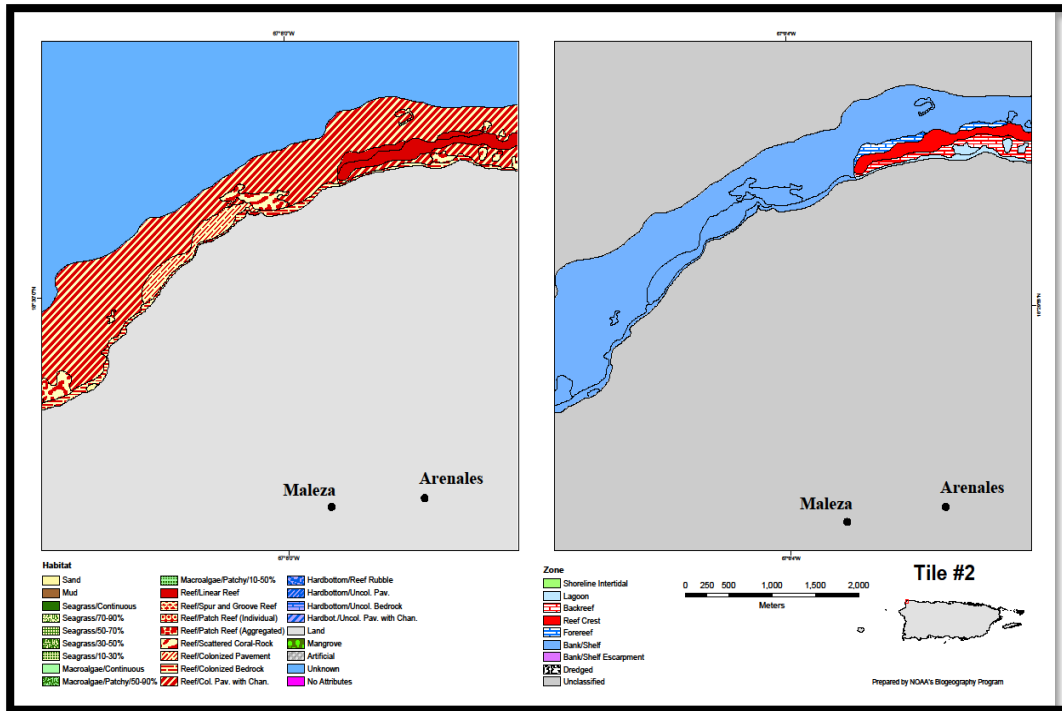 Maleza
Arenales
Habitat
Sand
Mud
Seagrass/Continuous
Seagrass/70-90%
Seagrass/50-70%
Seagrass/30-50%
Seagrass/10-30%
Macroalgae/Continuous
Macroalgae/Patchy/50-90%
Macroalgae/Patchy/10-50%
Reef/Linear Reef
Reef/Spur and Groove Reef
Reef/Patch Reef (Individual)
Reef/Patch Reef (Aggregated)
Reef/Scattered Coral-Rock
Reef/Colonized Pavement
Reef/Colonized Bedrock
Reef/Col. Pav. with Chan.
Hardbottom/Reef Rubble
Hardbottom/Uncol. Pav.
Hardbottom/Uncol. Bedrock
Hardbot./Uncol. Pav. with Chan.
Land
Mangrove
Artificial
Unknown
No Attributes
Maleza
Arenales
Zone
Shoreline Intertidal
Lagoon
Backreef
Reef Crest
Forereef
Bank/Shelf
Bank/Shelf Escarpment
Dredged
Unclassified
0 250 500 1,000 1,500 2,000
Meters
Tile #2
Prepared by NOAA's Biogeography Program